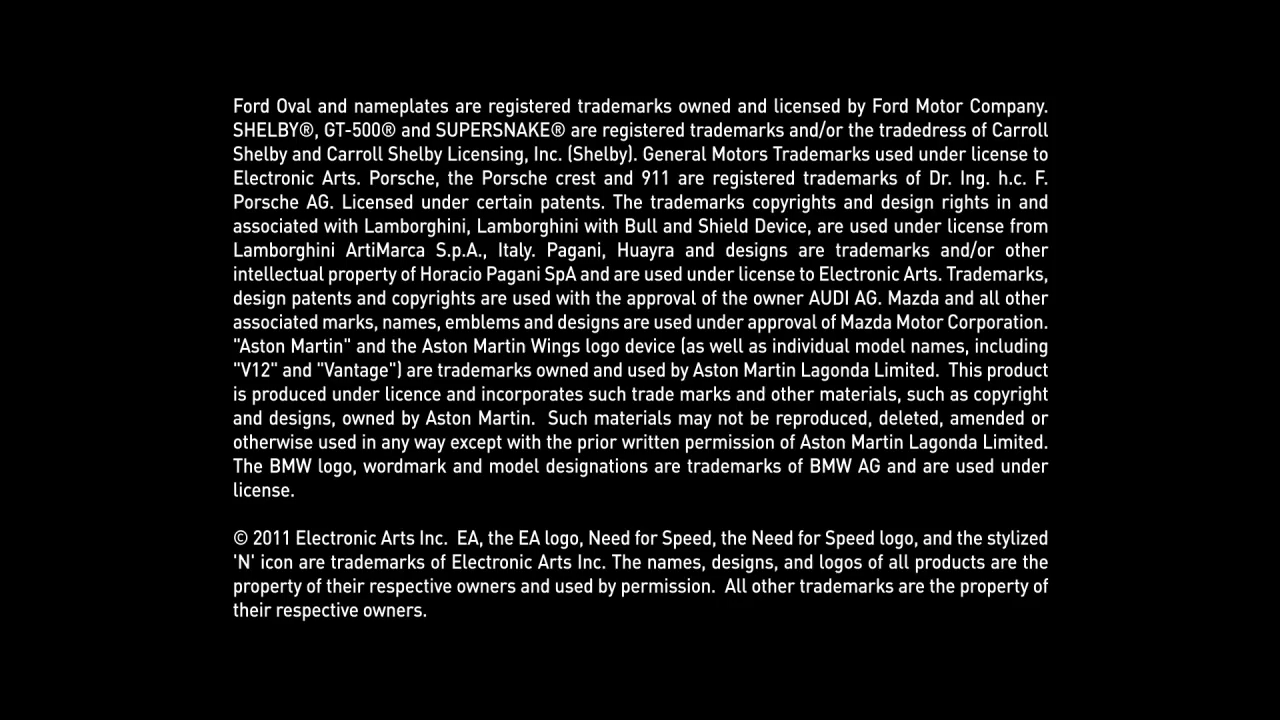 Ford Oval and nameplates are registered trademarks owned and licensed by Ford Motor Company.
SHELBY®, GT-500® and SUPERSNAKE® are registered trademarks and/or the tradedress of Carroll
Shelby and Carroll Shelby Licensing, Inc. (Shelby). General Motors Trademarks used under license to
Electronic Arts. Porsche, the Porsche crest and 911 are registered trademarks of Dr. Ing. h.c. F.
Porsche AG. Licensed under certain patents. The trademarks copyrights and design rights in and
associated with Lamborghini, Lamborghini with Bull and Shield Device, are used under license from
Lamborghini ArtiMarca S.p.A., Italy. Pagani, Huayra and designs are trademarks and/or other
intellectual property of Horacio Pagani SpA and are used under license to Electronic Arts. Trademarks,
design patents and copyrights are used with the approval of the owner AUDI AG. Mazda and all other
associated marks, names, emblems and designs are used under approval of Mazda Motor Corporation.
"Aston Martin" and the Aston Martin Wings logo device (as well as individual model names, including
"V12" and "Vantage") are trademarks owned and used by Aston Martin Lagonda Limited.  This product
is produced under licence and incorporates such trade marks and other materials, such as copyright
and designs, owned by Aston Martin.  Such materials may not be reproduced, deleted, amended or
otherwise used in any way except with the prior written permission of Aston Martin Lagonda Limited.
The BMW logo, wordmark and model designations are trademarks of BMW AG and are used under
license.
© 2011 Electronic Arts Inc.  EA, the EA logo, Need for Speed, the Need for Speed logo, and the stylized
'N' icon are trademarks of Electronic Arts Inc. The names, designs, and logos of all products are the
property of their respective owners and used by permission.  All other trademarks are the property of
their respective owners.